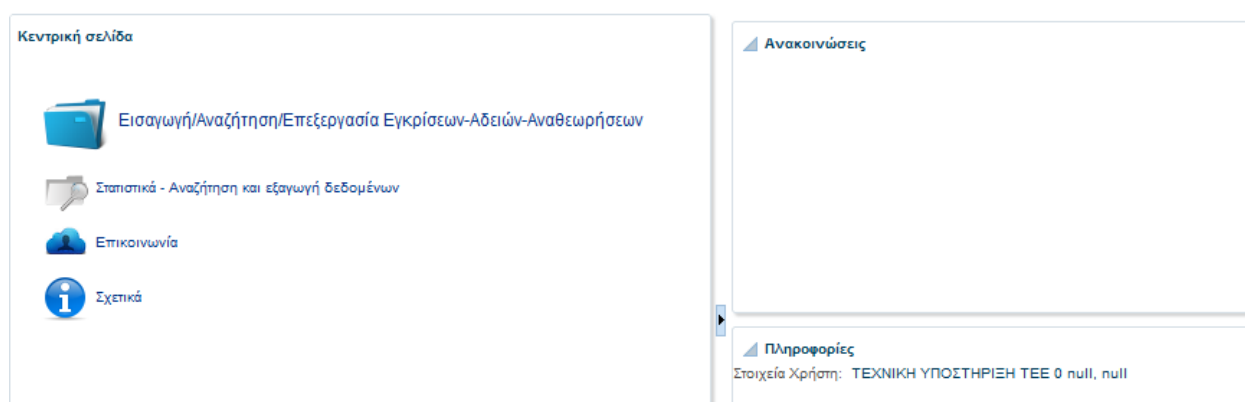 Κεντρική σελίδα
Εισαγωγή/Αναζήτηση/Επεξεργασία Εγκρίσεων-Αδειών-Αναθεωρήσεων
Στατιστικά - Αναζήτηση και εξαγωγή δεδομένων
Επικοινωνία
Σχετικά
Ανακοινώσεις
Πληροφορίες
Στοιχεία Χρήστη: ΤΕΧΝΙΚΗ ΥΠΟΣΤΗΡΙΞΗ ΤΕΕ 0 null, null